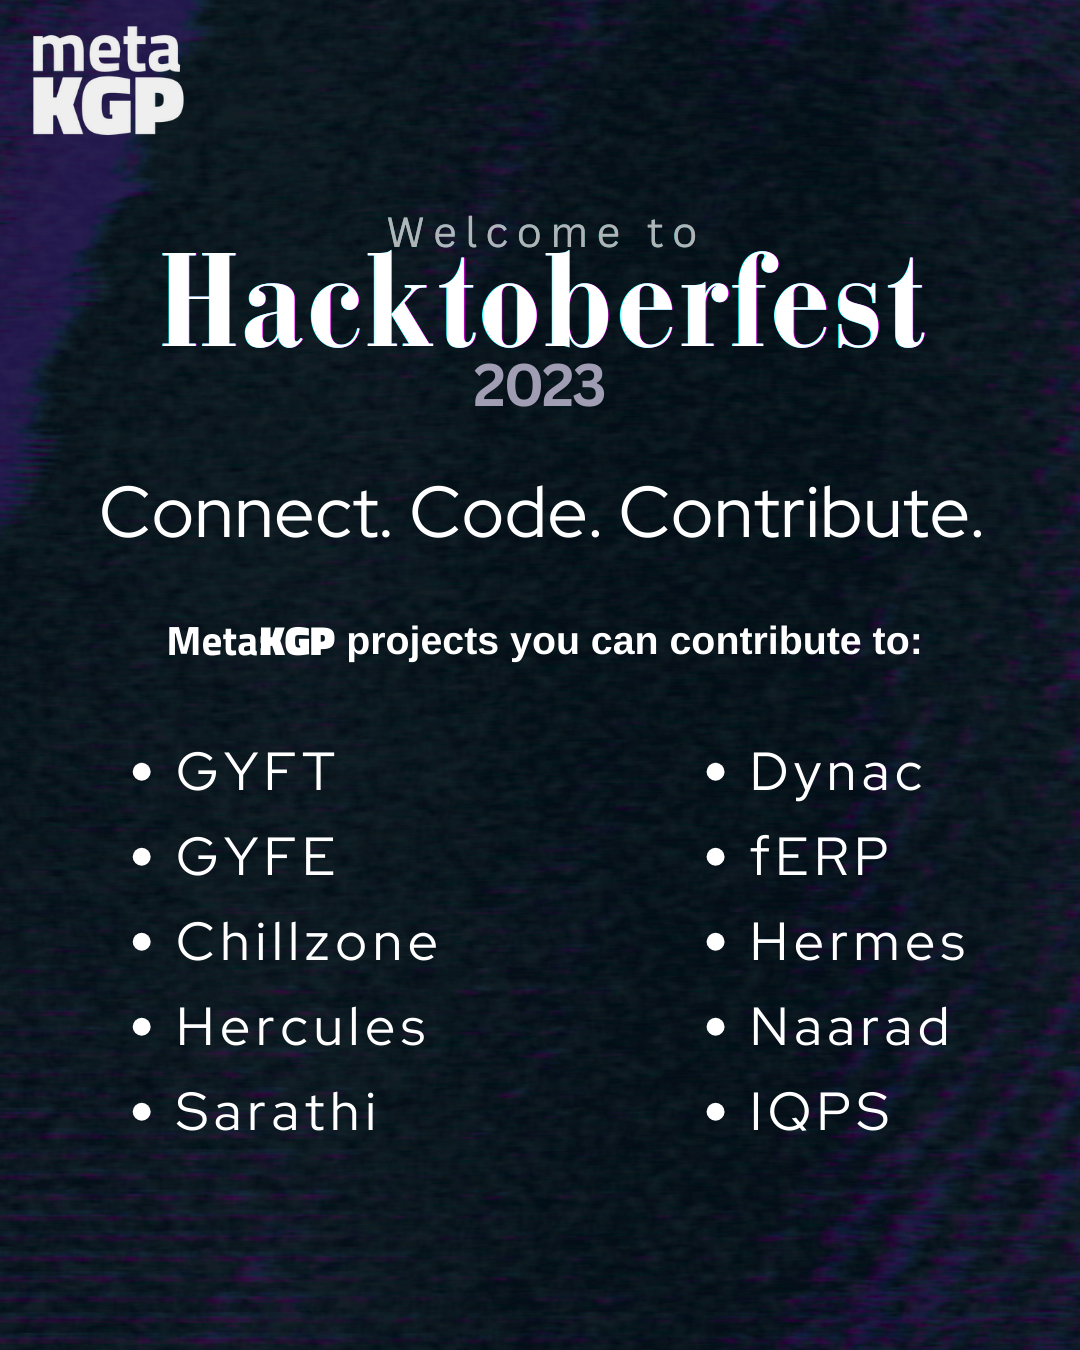 meta
KGP
Welcome to
Hacktoberfest
2023
Connect. Code. Contribute.
MetaKGP projects you can contribute to:
• GYFT
• GYFE
• Chillzone
• Hercules
• Sarathi
• Dynac
• fERP
• Hermes
• Naarad
• IQPS